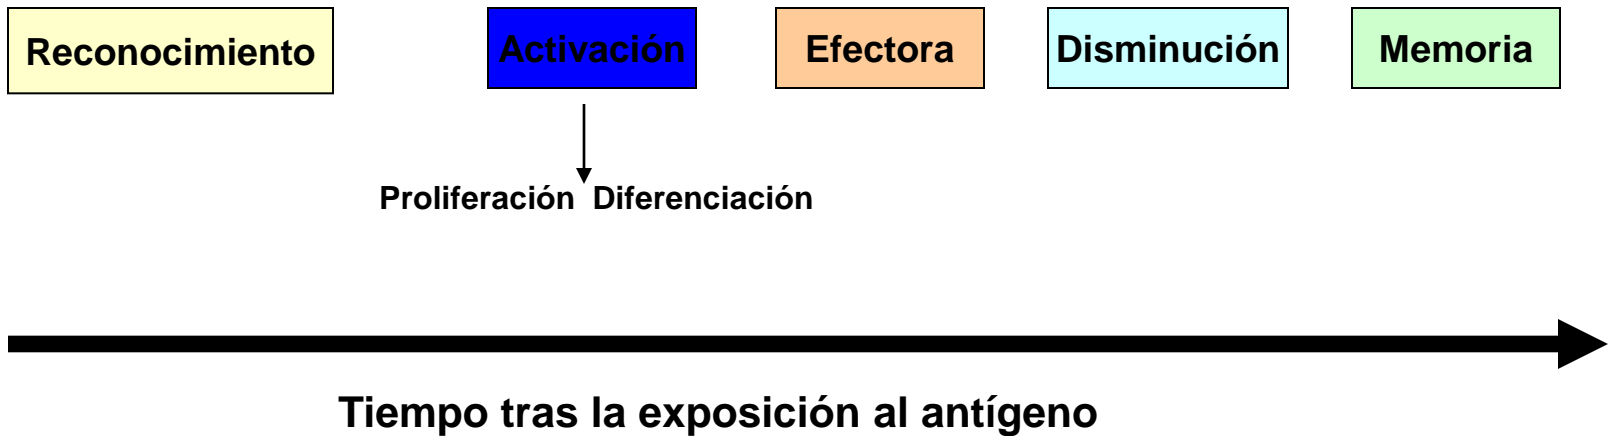 Reconocimiento
Activación
Efectora
Disminución
Memoria
Proliferación Diferenciación
Tiempo tras la exposición al antígeno